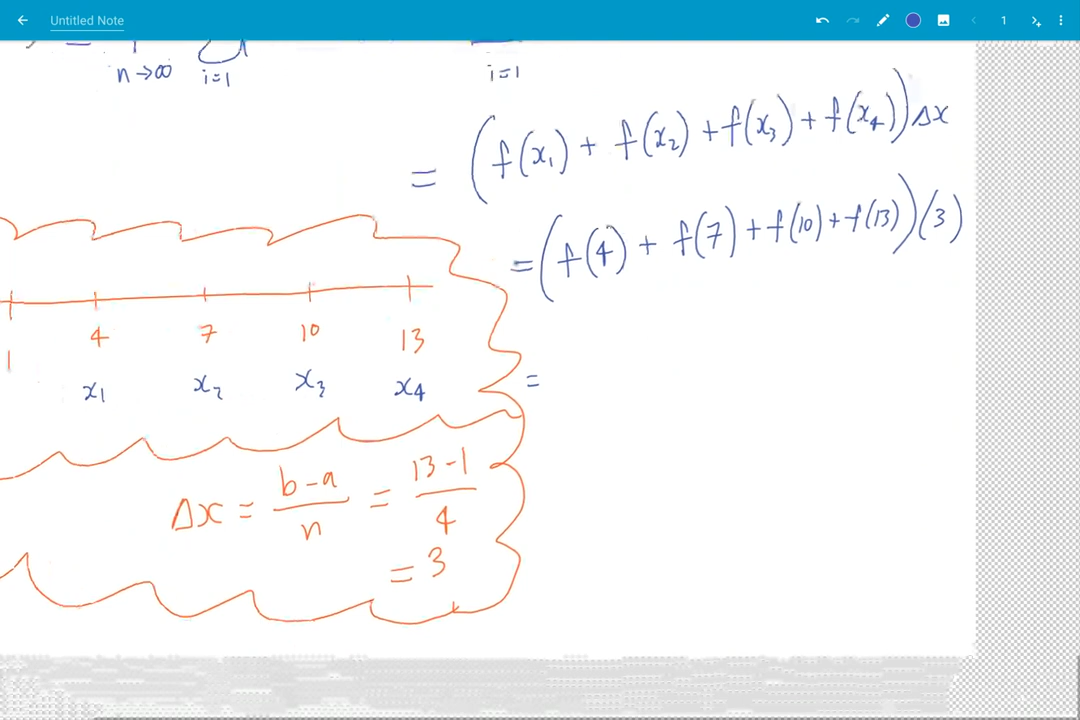 Untitled Note
1
n→∞ i=1 i=1
= (f(x₁) + f(x₂) + f(x₃) + f(x₄)) Δx
= (f(4) + f(7) + f(10) + f(13)) (3)
1 4 7 10 13
x₁ x₂ x₃ x₄
=
Δx = b-a/n = 13-1/4
= 3